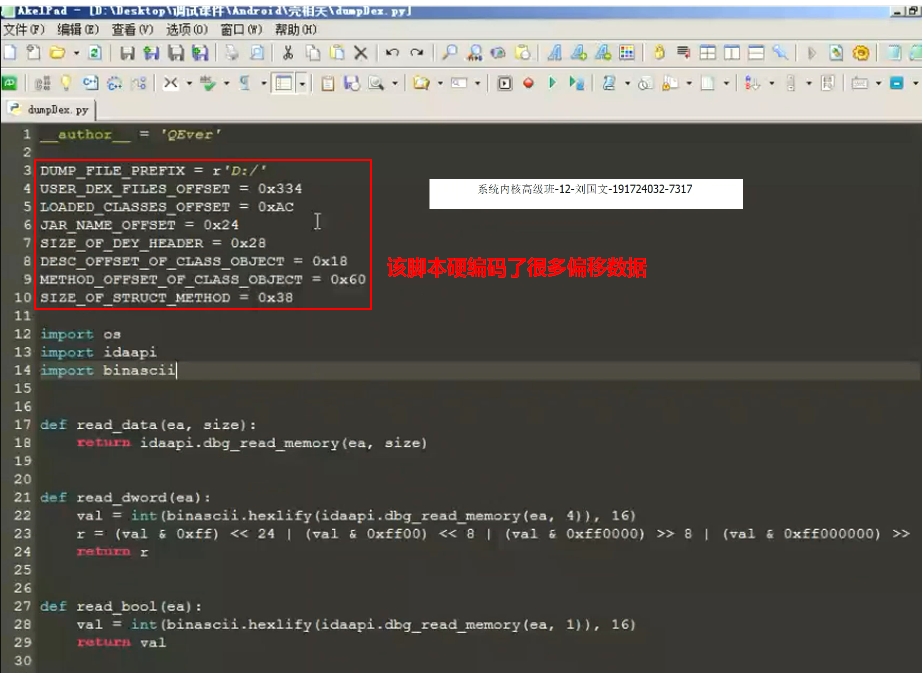 AkelPad - [D:\Desktop\调试课件\Android\壳相关\dumpDex.py]
文件(F) 编辑(E) 查看(V) 选项(O) 窗口(W) 帮助(H)
dumpDex.py
1 __author__ = 'QEver'
2
3 DUMP_FILE_PREFIX = r'D:/'
4 USER_DEX_FILES_OFFSET = 0x334
系统内核高级班-12-刘国文-191724032-7317
5 LOADED_CLASSES_OFFSET = 0xAC
6 JAR_NAME_OFFSET = 0x24
7 SIZE_OF_DEY_HEADER = 0x28
8 DESC_OFFSET_OF_CLASS_OBJECT = 0x18
该脚本硬编码了很多偏移数据
9 METHOD_OFFSET_OF_CLASS_OBJECT = 0x60
10 SIZE_OF_STRUCT_METHOD = 0x38
11
12 import os
13 import idaapi
14 import binascii
15
16
17 def read_data(ea, size):
18 return idaapi.dbg_read_memory(ea, size)
19
20
21 def read_dword(ea):
22 val = int(binascii.hexlify(idaapi.dbg_read_memory(ea, 4)), 16)
23 r = (val & 0xff) << 24 | (val & 0xff00) << 8 | (val & 0xff0000) >> 8 | (val & 0xff000000) >>
24 return r
25
26
27 def read_bool(ea):
28 val = int(binascii.hexlify(idaapi.dbg_read_memory(ea, 1)), 16)
29 return val
30